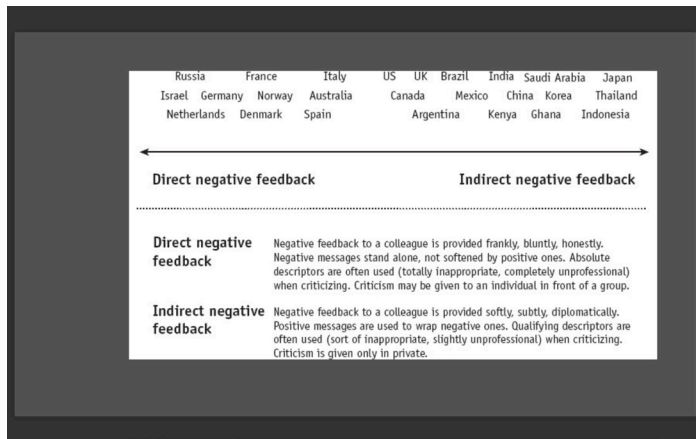 Russia France Italy US UK Brazil India Saudi Arabia Japan
Israel Germany Norway Australia Canada Mexico China Korea Thailand
Netherlands Denmark Spain Argentina Kenya Ghana Indonesia
Direct negative feedback Indirect negative feedback
Direct negative feedback
Negative feedback to a colleague is provided frankly, bluntly, honestly.
Negative messages stand alone, not softened by positive ones. Absolute
descriptors are often used (totally inappropriate, completely unprofessional)
when criticizing. Criticism may be given to an individual in front of a group.
Indirect negative feedback
Negative feedback to a colleague is provided softly, subtly, diplomatically.
Positive messages are used to wrap negative ones. Qualifying descriptors are
often used (sort of inappropriate, slightly unprofessional) when criticizing.
Criticism is given only in private.